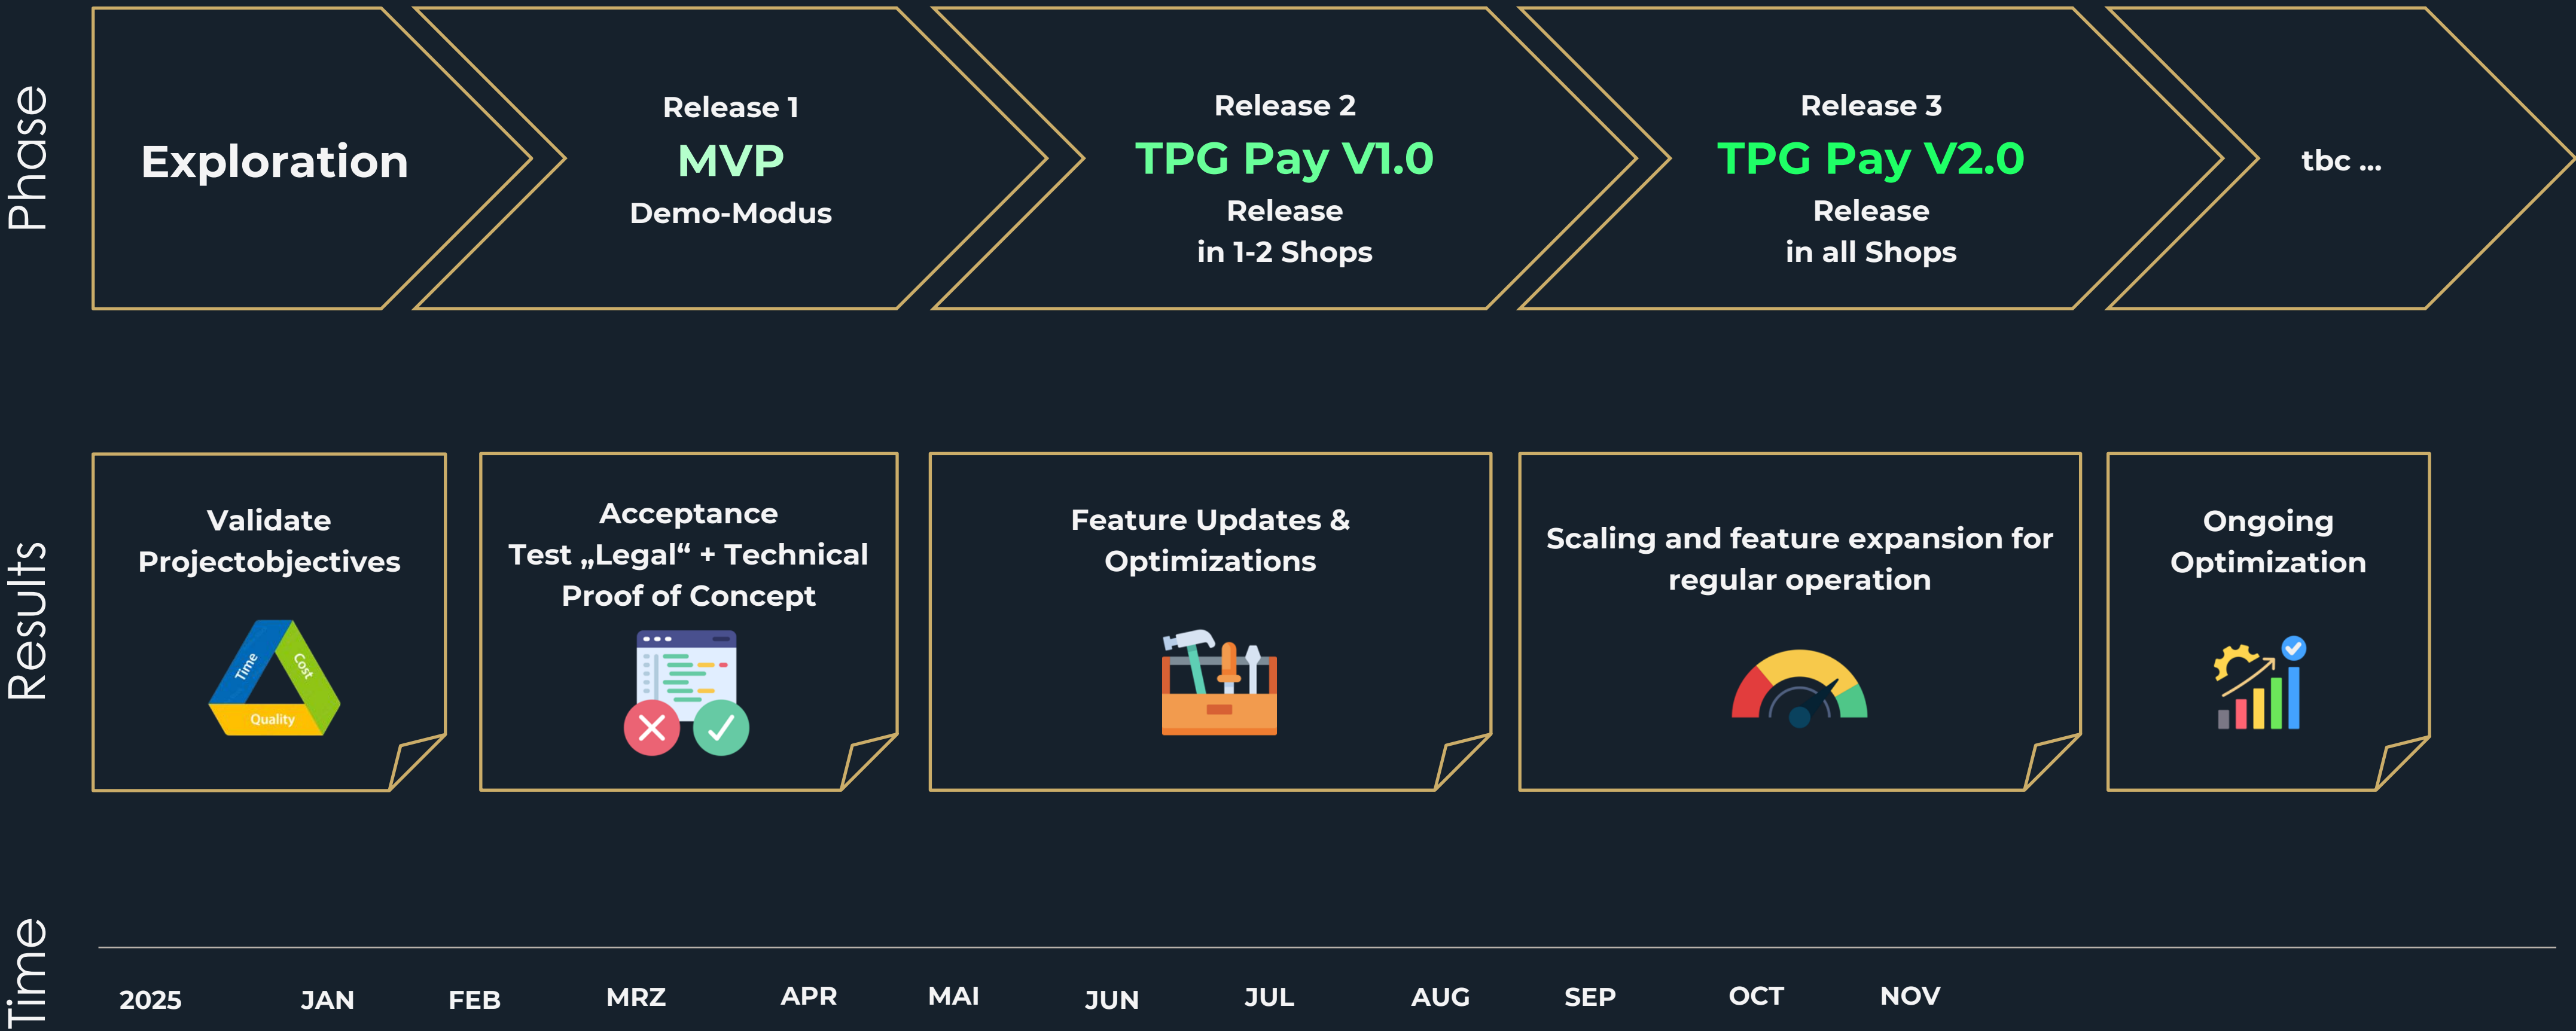 Phase
Exploration
Release 1
MVP
Demo-Modus
Release 2
TPG Pay V1.0
Release
in 1-2 Shops
Release 3
TPG Pay V2.0
Release
in all Shops
tbc ...
Results
Validate
Projectobjectives
Time
Cost
Quality
Acceptance
Test „Legal“ + Technical
Proof of Concept
Feature Updates &
Optimizations
Scaling and feature expansion for
regular operation
Ongoing
Optimization
Time
2025 JAN FEB MRZ APR MAI JUN JUL AUG SEP OCT NOV